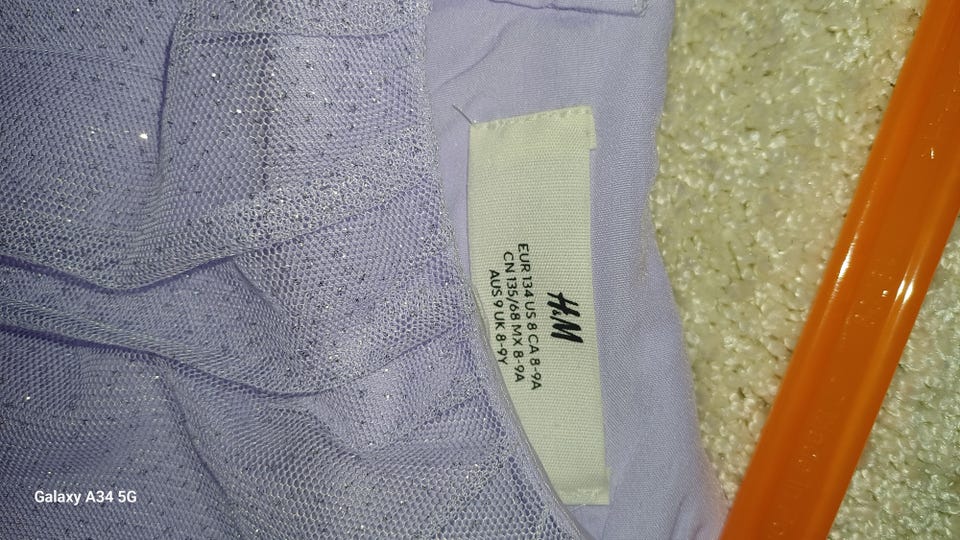 H&M
EUR 134 US 8 CA 8-9A
CN 135/68 MX 8-9A
AUS 9 UK 8-9Y
Galaxy A34 5G